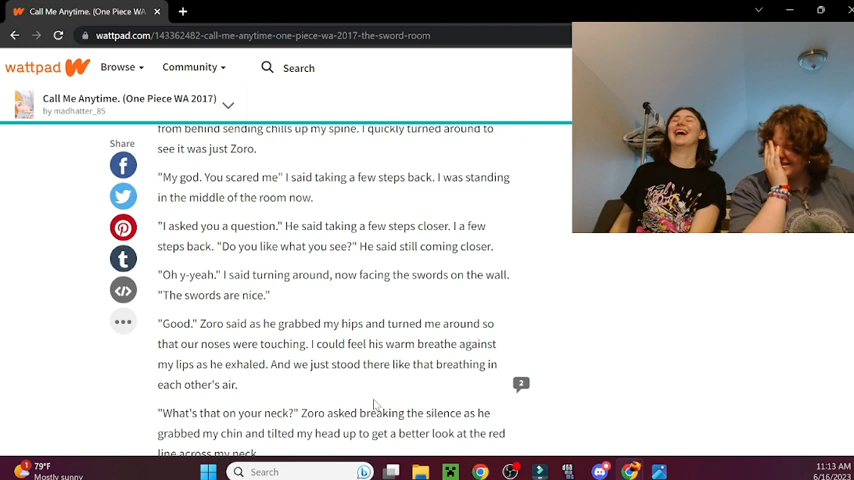 Call Me Anytime. (One Piece WA
wattpad.com/143362482-call-me-anytime-one-piece-wa-2017-the-sword-room
wattpad Browse Community Search
Call Me Anytime. (One Piece WA 2017)
by madhatter_85
Share
from behind sending chills up my spine. I quickly turned around to
see it was just Zoro.
"My god. You scared me" I said taking a few steps back. I was standing
in the middle of the room now.
"I asked you a question." He said taking a few steps closer. I a few
steps back. "Do you like what you see?" He said still coming closer.
"Oh y-yeah." I said turning around, now facing the swords on the wall.
"The swords are nice."
"Good." Zoro said as he grabbed my hips and turned me around so
that our noses were touching. I could feel his warm breathe against
my lips as he exhaled. And we just stood there like that breathing in
each other's air.
2
"What's that on your neck?" Zoro asked breaking the silence as he
grabbed my chin and tilted my head up to get a better look at the red
line across my neck.
1
79°F
Mostly sunny
Search
11:13 AM
6/16/2023